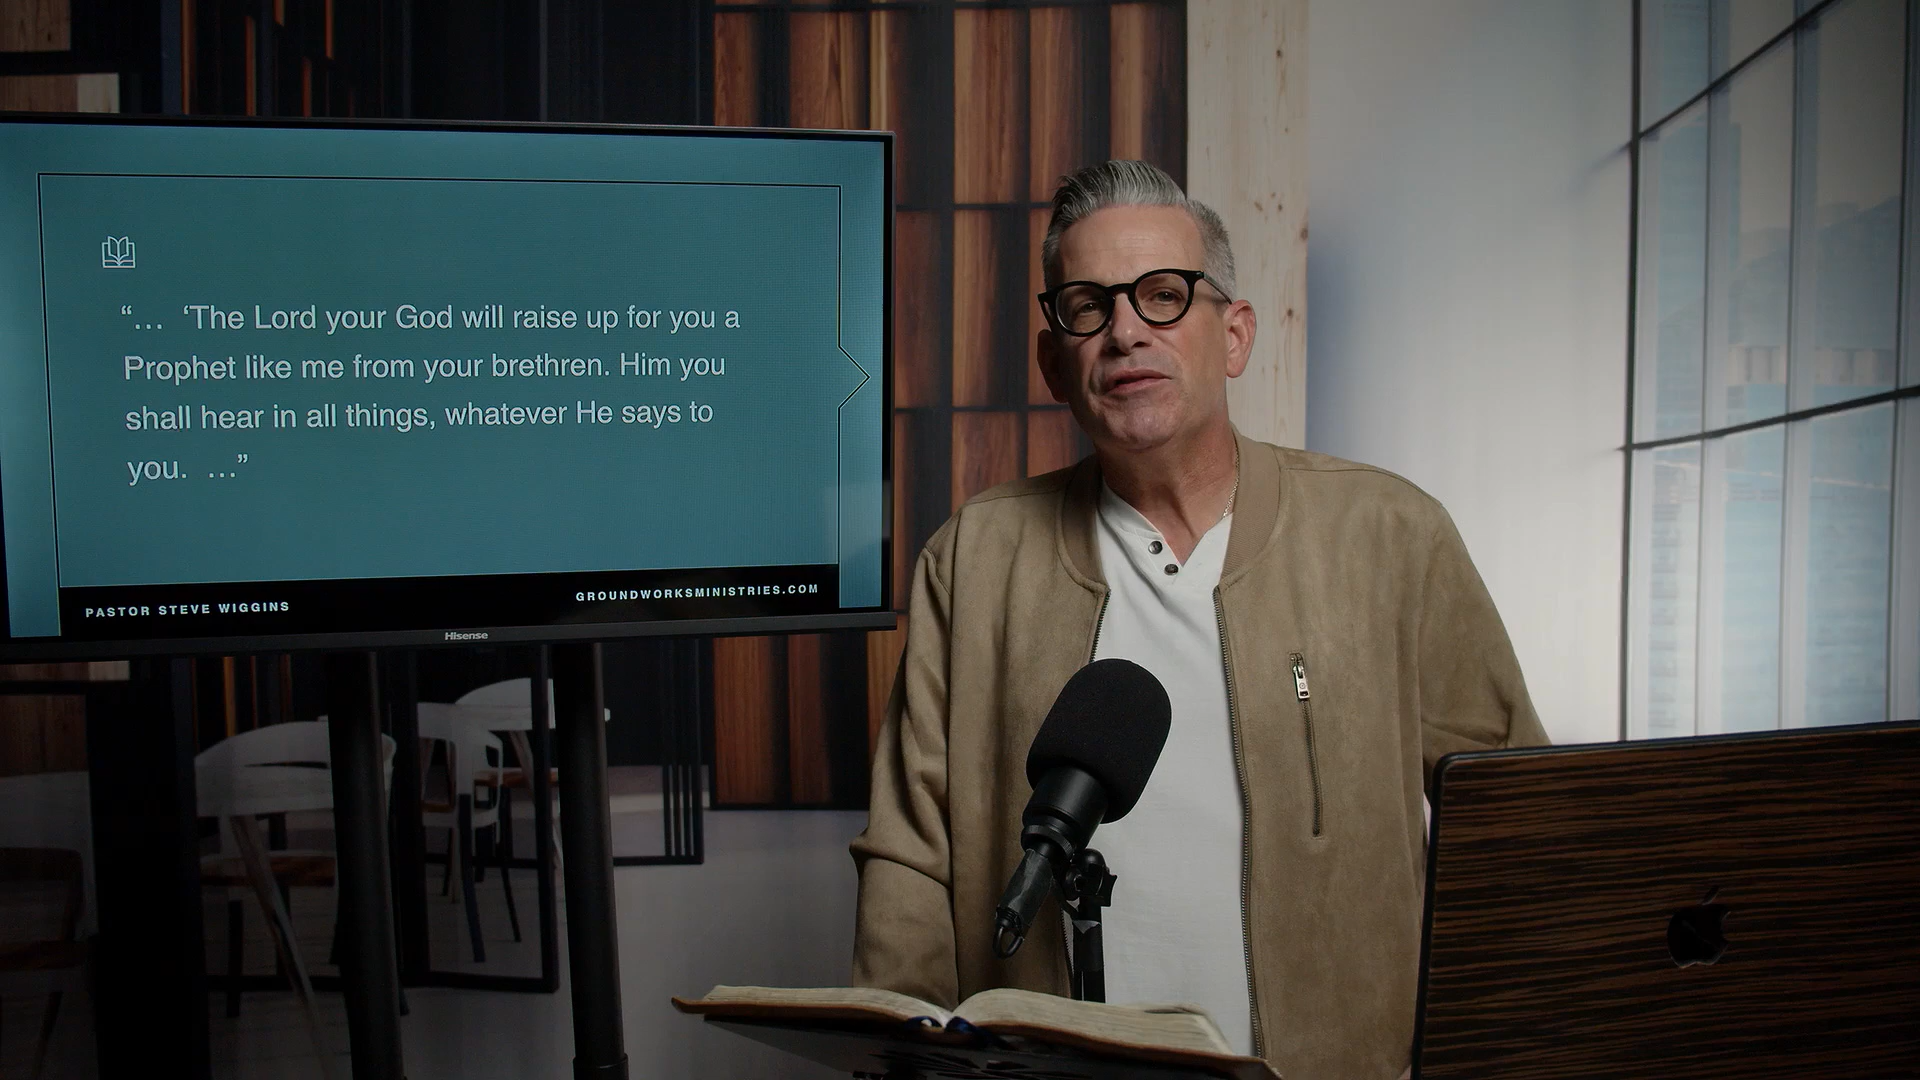 “… ‘The Lord your God will raise up for you a
Prophet like me from your brethren. Him you
shall hear in all things, whatever He says to
you. …”
PASTOR STEVE WIGGINS
GROUNDWORKSMINISTRIES.COM
Hisense